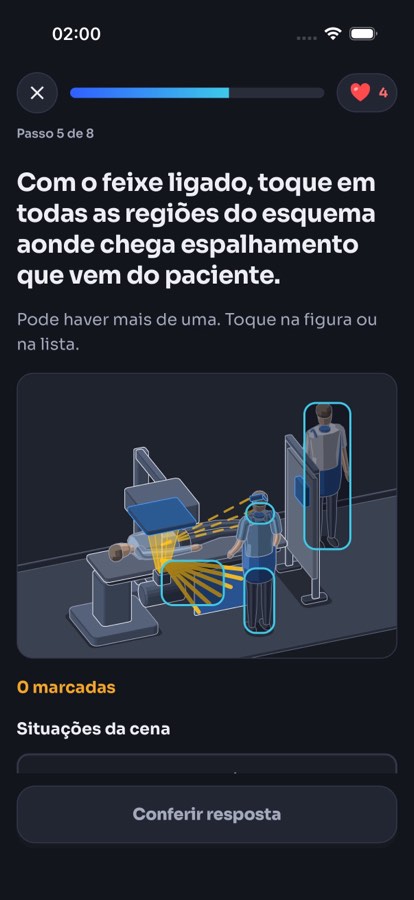 02:00
4
Passo 5 de 8
Com o feixe ligado, toque em
todas as regiões do esquema
aonde chega espalhamento
que vem do paciente.
Pode haver mais de uma. Toque na figura ou
na lista.
0 marcadas
Situações da cena
Conferir resposta